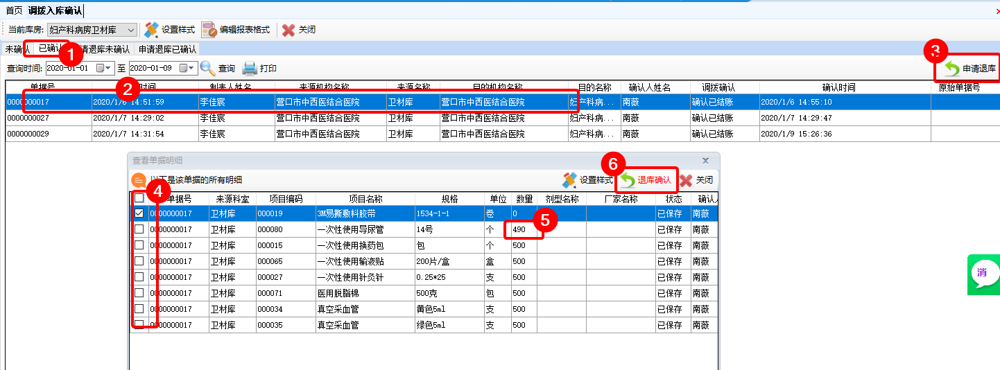 首页 调拨入库确认
当前库房: 妇产科病房卫材库 设置样式 编辑报表格式 关闭
未确认 已确认 请退库未确认 申请退库已确认
1
3
查询时间: 2020-01-01 至 2020-01-09 查询 打印 申请退库
单据号 时间 制表人姓名 来源机构名称 来源名称 目的机构名称 目的名称 确认人姓名 调拨确认 确认时间 原始单据号
2
0000000017 2020/1/6 14:51:59 李佳宸 营口市中西医结合医院 卫材库 营口市中西医结合医院 妇产科病... 南薇 确认已结账 2020/1/6 14:55:10
0000000027 2020/1/7 14:29:02 李佳宸 营口市中西医结合医院 卫材库 营口市中西医结合医院 妇产科病... 南薇 确认已结账 2020/1/7 14:29:47
0000000029 2020/1/7 14:31:54 李佳宸 营口市中西医结合医院 卫材库 营口市中西医结合医院 妇产科病... 南薇 确认已结账 2020/1/9 15:26:36
查看单据明细 x
6
以下是该单据的所有明细 设置样式 退库确认 关闭
4
单据号 来源科室 项目编码 项目名称 规格 单位 数量 剂型名称 厂家名称 状态 确认人
0000000017 卫材库 000019 3M易撕敷料胶带 1534-1-1 卷 0 已保存 南薇
5
0000000017 卫材库 000080 一次性使用导尿管 14号 个 490 已保存 南薇
0000000017 卫材库 000015 一次性使用换药包 包 个 500 已保存 南薇
0000000017 卫材库 000065 一次性使用输液贴 200片/盒 盒 500 已保存 南薇
0000000017 卫材库 000027 一次性使用针灸针 0.25*25 支 500 已保存 南薇
0000000017 卫材库 000071 医用脱脂棉 500克 包 500 已保存 南薇
0000000017 卫材库 000034 真空采血管 黄色5ml 支 500 已保存 南薇
0000000017 卫材库 000035 真空采血管 绿色5ml 支 500 已保存 南薇
消